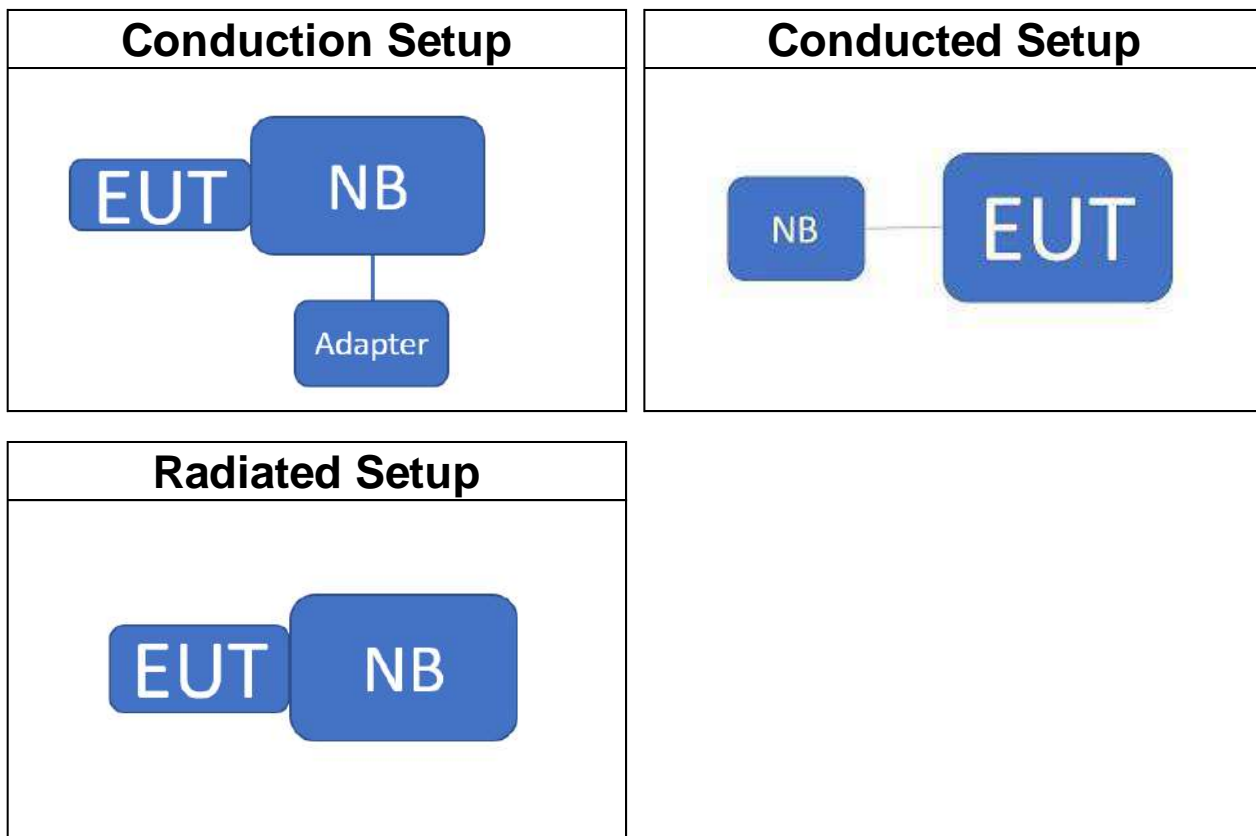 Conduction Setup
EUT
NB
Adapter
Conducted Setup
NB
EUT
Radiated Setup
EUT
NB